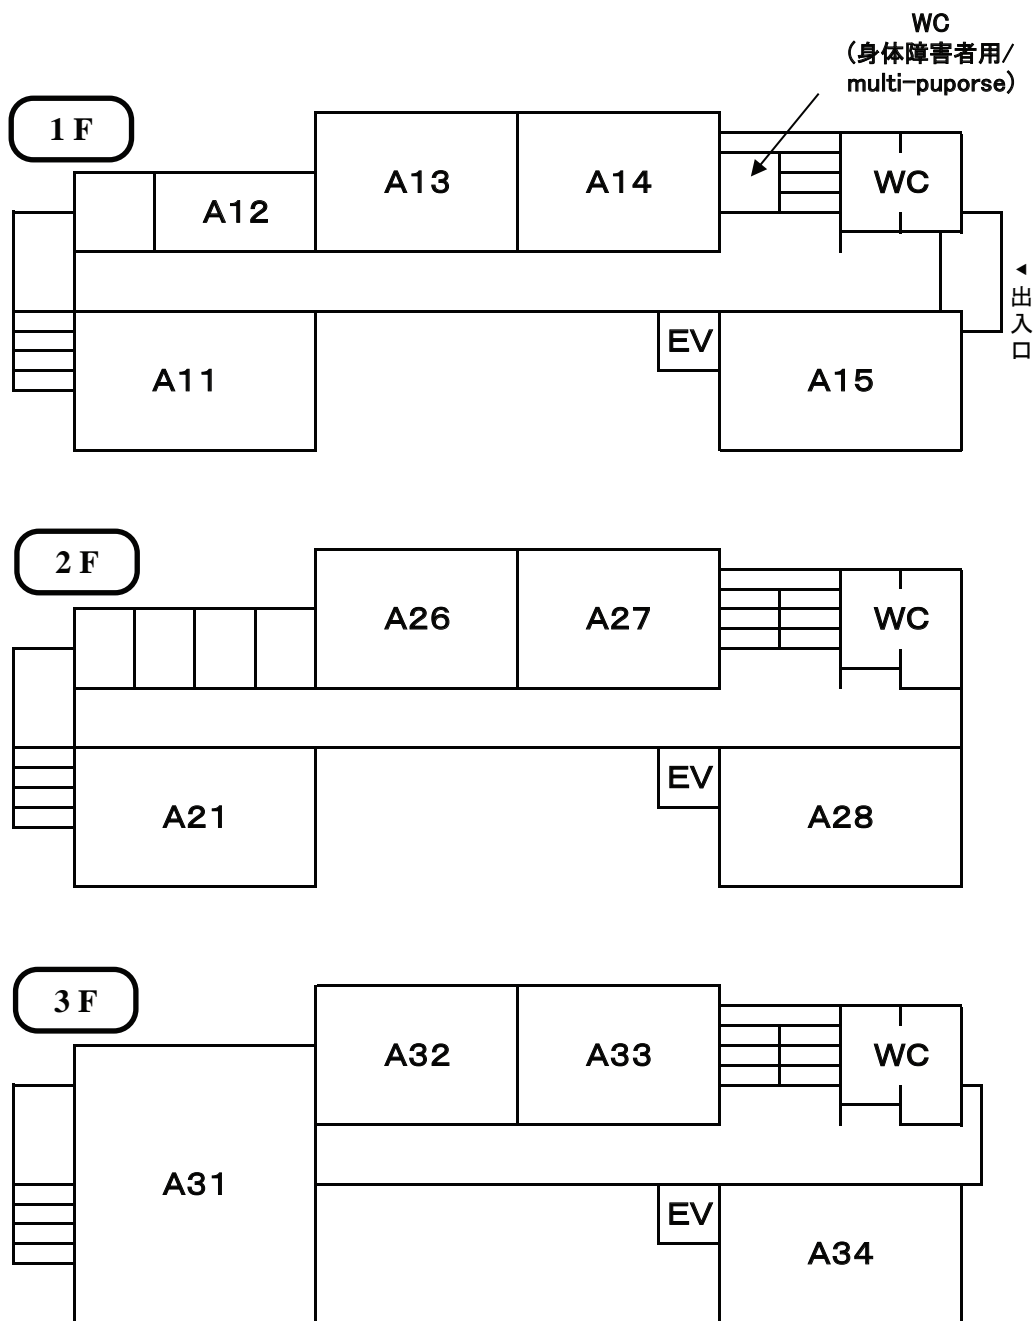 WC
(身体障害者用/
multi-puporse)
1 F
A13
A14
WC
A12
出入口
EV
A11
A15
2 F
A26
A27
WC
EV
A21
A28
3 F
A32
A33
WC
A31
EV
A34